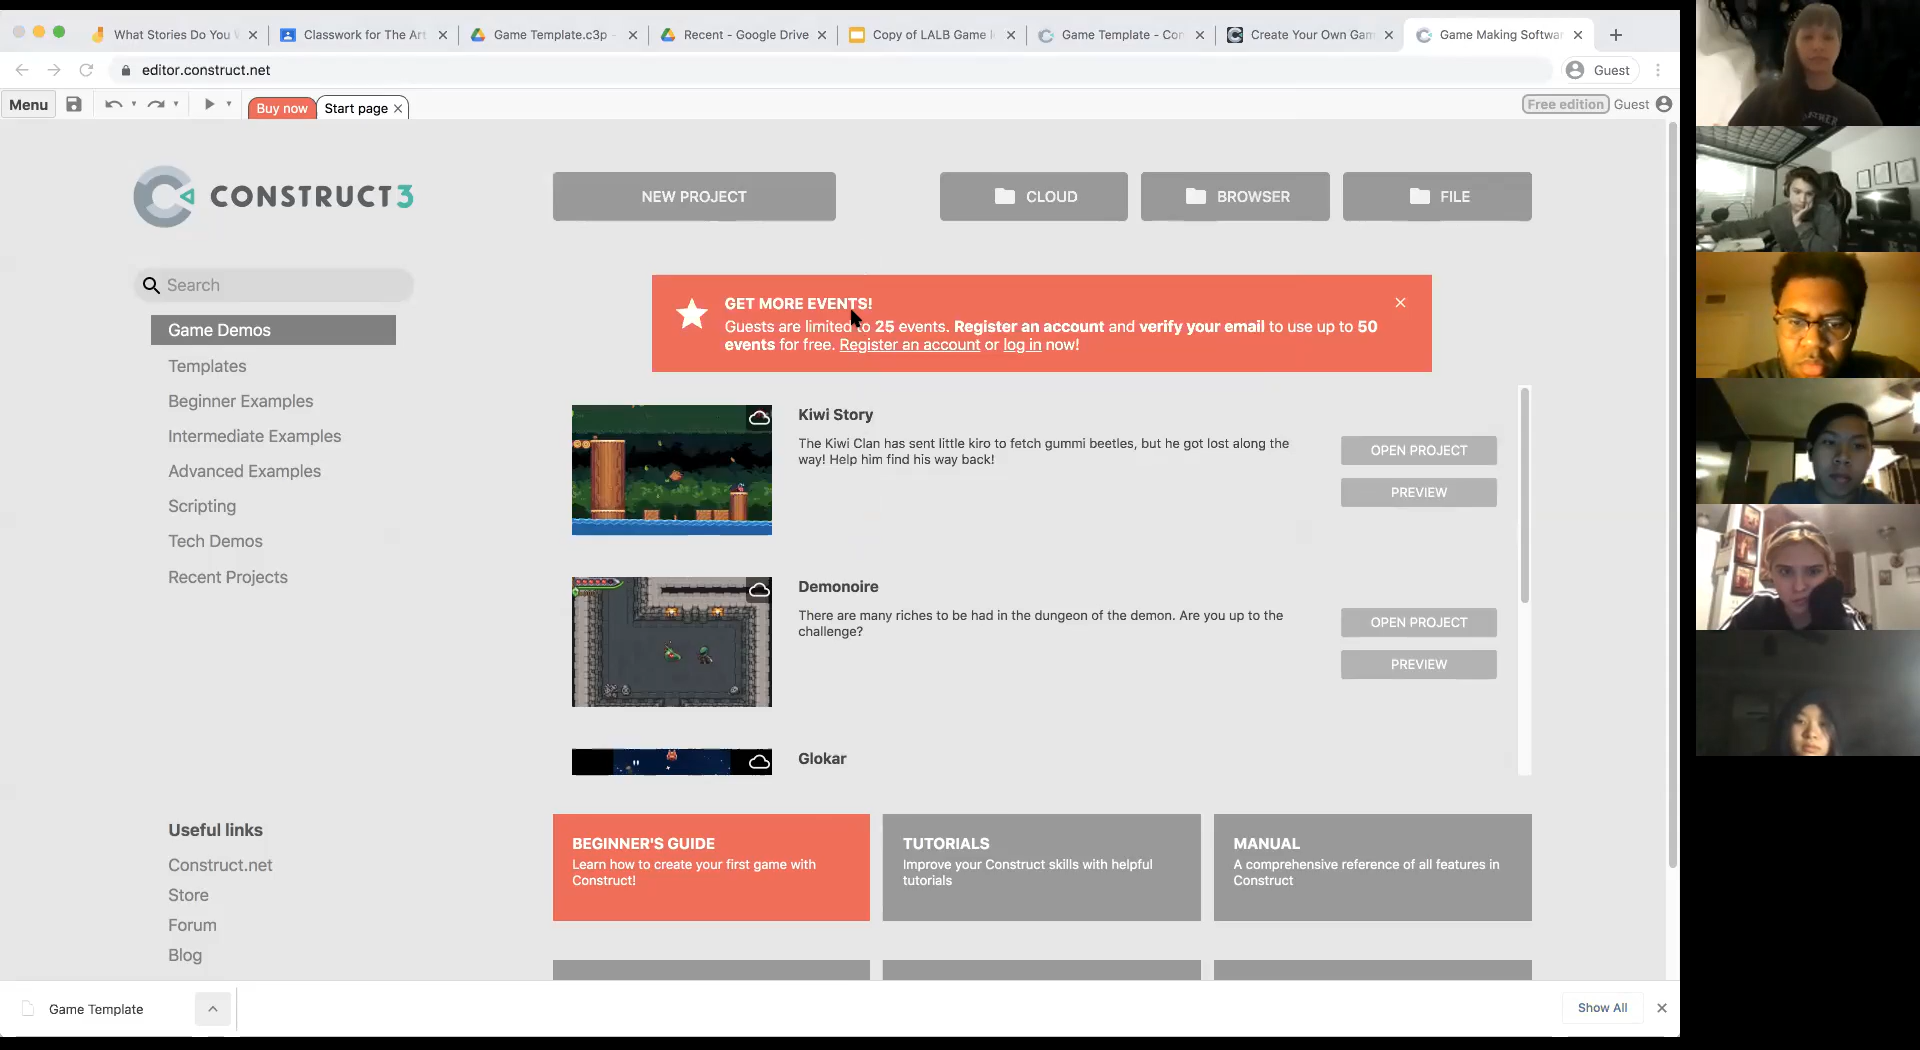 What Stories Do You
Classwork for The Art
Game Template.c3p -
Recent - Google Drive
Copy of LALB Game
Game Template - Con
Create Your Own Gam
Game Making Softwar
editor.construct.net
Guest
Menu
Buy now
Start page
Free edition
Guest
CONSTRUCT3
NEW PROJECT
CLOUD
BROWSER
FILE
Search
GET MORE EVENTS!
Guests are limited to 25 events. Register an account and verify your email to use up to 50
events for free. Register an account or log in now!
Game Demos
Templates
Beginner Examples
Intermediate Examples
Advanced Examples
Scripting
Tech Demos
Recent Projects
Kiwi Story
The Kiwi Clan has sent little kiro to fetch gummi beetles, but he got lost along the
way! Help him find his way back!
OPEN PROJECT
PREVIEW
Demonoire
There are many riches to be had in the dungeon of the demon. Are you up to the
challenge?
OPEN PROJECT
PREVIEW
Glokar
Useful links
Construct.net
Store
Forum
Blog
BEGINNER'S GUIDE
Learn how to create your first game with
Construct!
TUTORIALS
Improve your Construct skills with helpful
tutorials
MANUAL
A comprehensive reference of all features in
Construct
Game Template
Show All